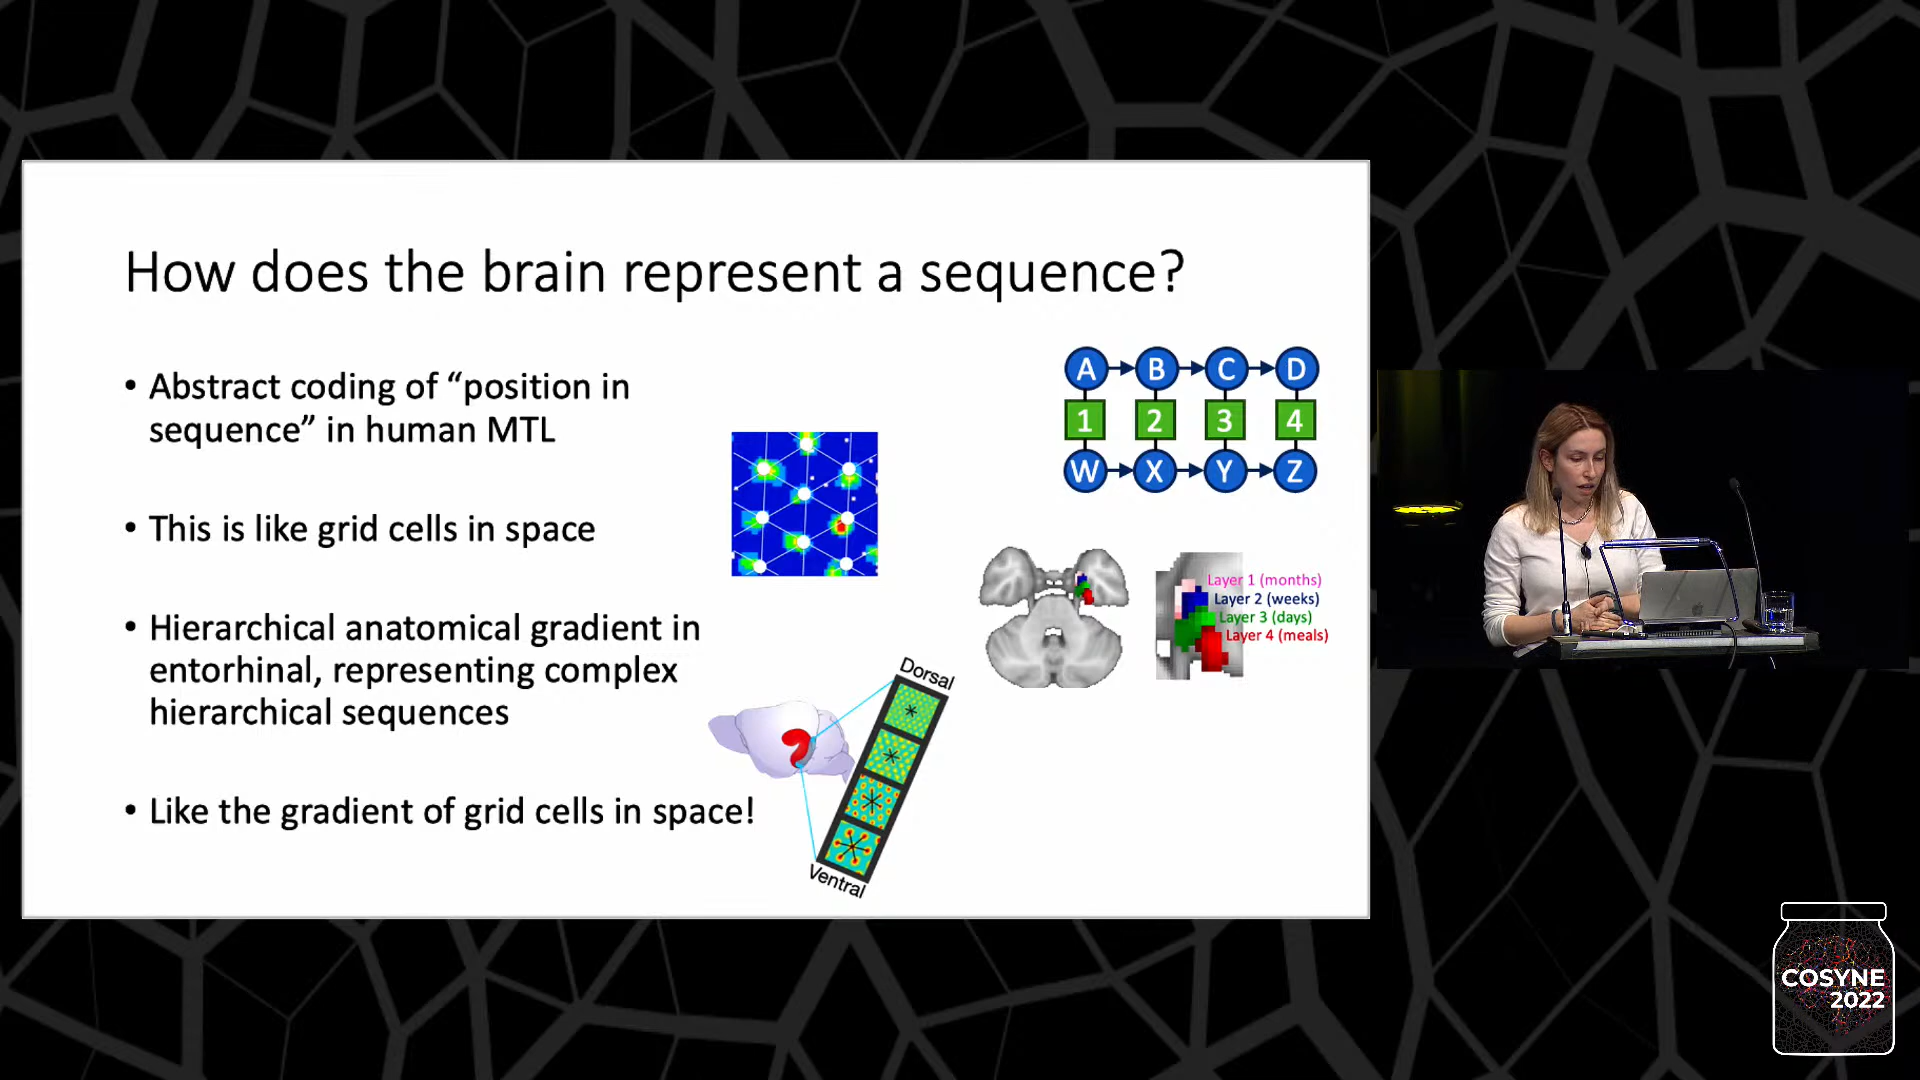 How does the brain represent a sequence?
• Abstract coding of “position in
sequence” in human MTL
• This is like grid cells in space
• Hierarchical anatomical gradient in
entorhinal, representing complex
hierarchical sequences
• Like the gradient of grid cells in space!
A B C D
1 2 3 4
W X Y Z
Layer 1 (months)
Layer 2 (weeks)
Layer 3 (days)
Layer 4 (meals)
Dorsal
Ventral
COSYNE
2022